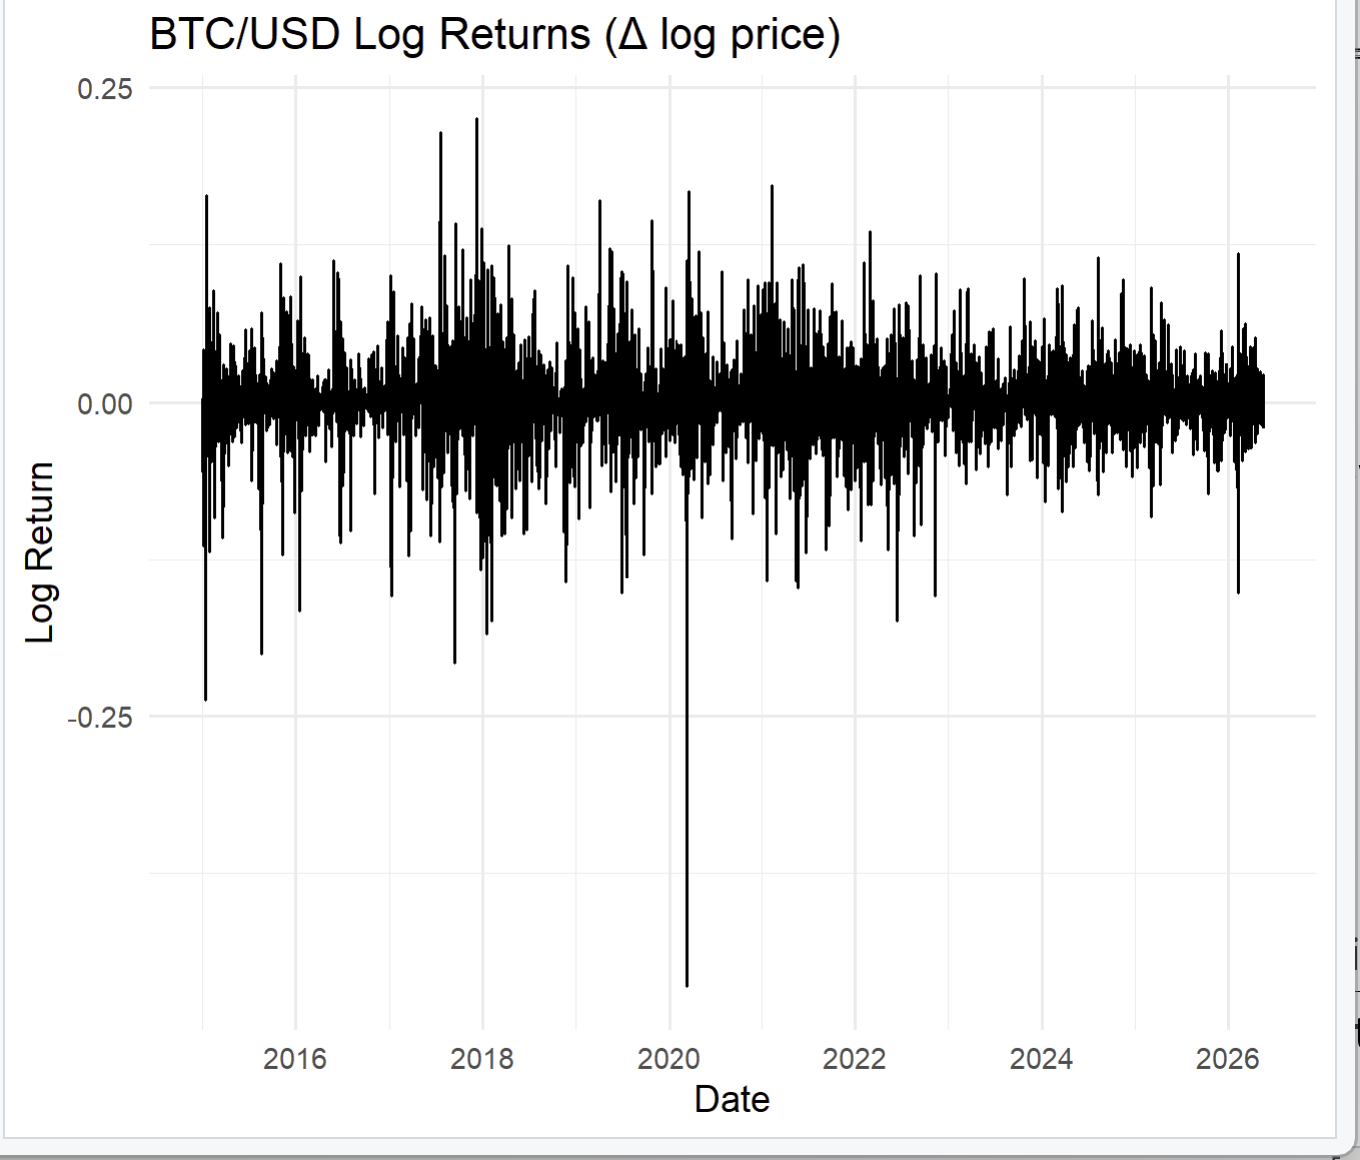 BTC/USD Log Returns (Δ log price)
0.25
0.00
-0.25
Log Return
2016 2018 2020 2022 2024 2026
Date